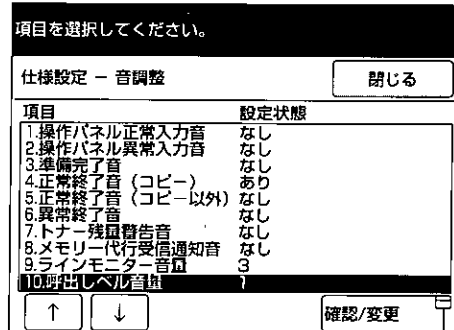 項目を選択してください。
仕様設定 － 音調整
閉じる
項目 設定状態
1.操作パネル正常入力音 なし
2.操作パネル異常入力音 なし
3.準備完了音 なし
4.正常終了音（コピー） あり
5.正常終了音（コピー以外） なし
6.異常終了音 なし
7.トナー残量警告音 なし
8.メモリー代行受信通知音 なし
9.ラインモニター音量 3
10.呼出しベル音量 1
↑ ↓ 確認/変更